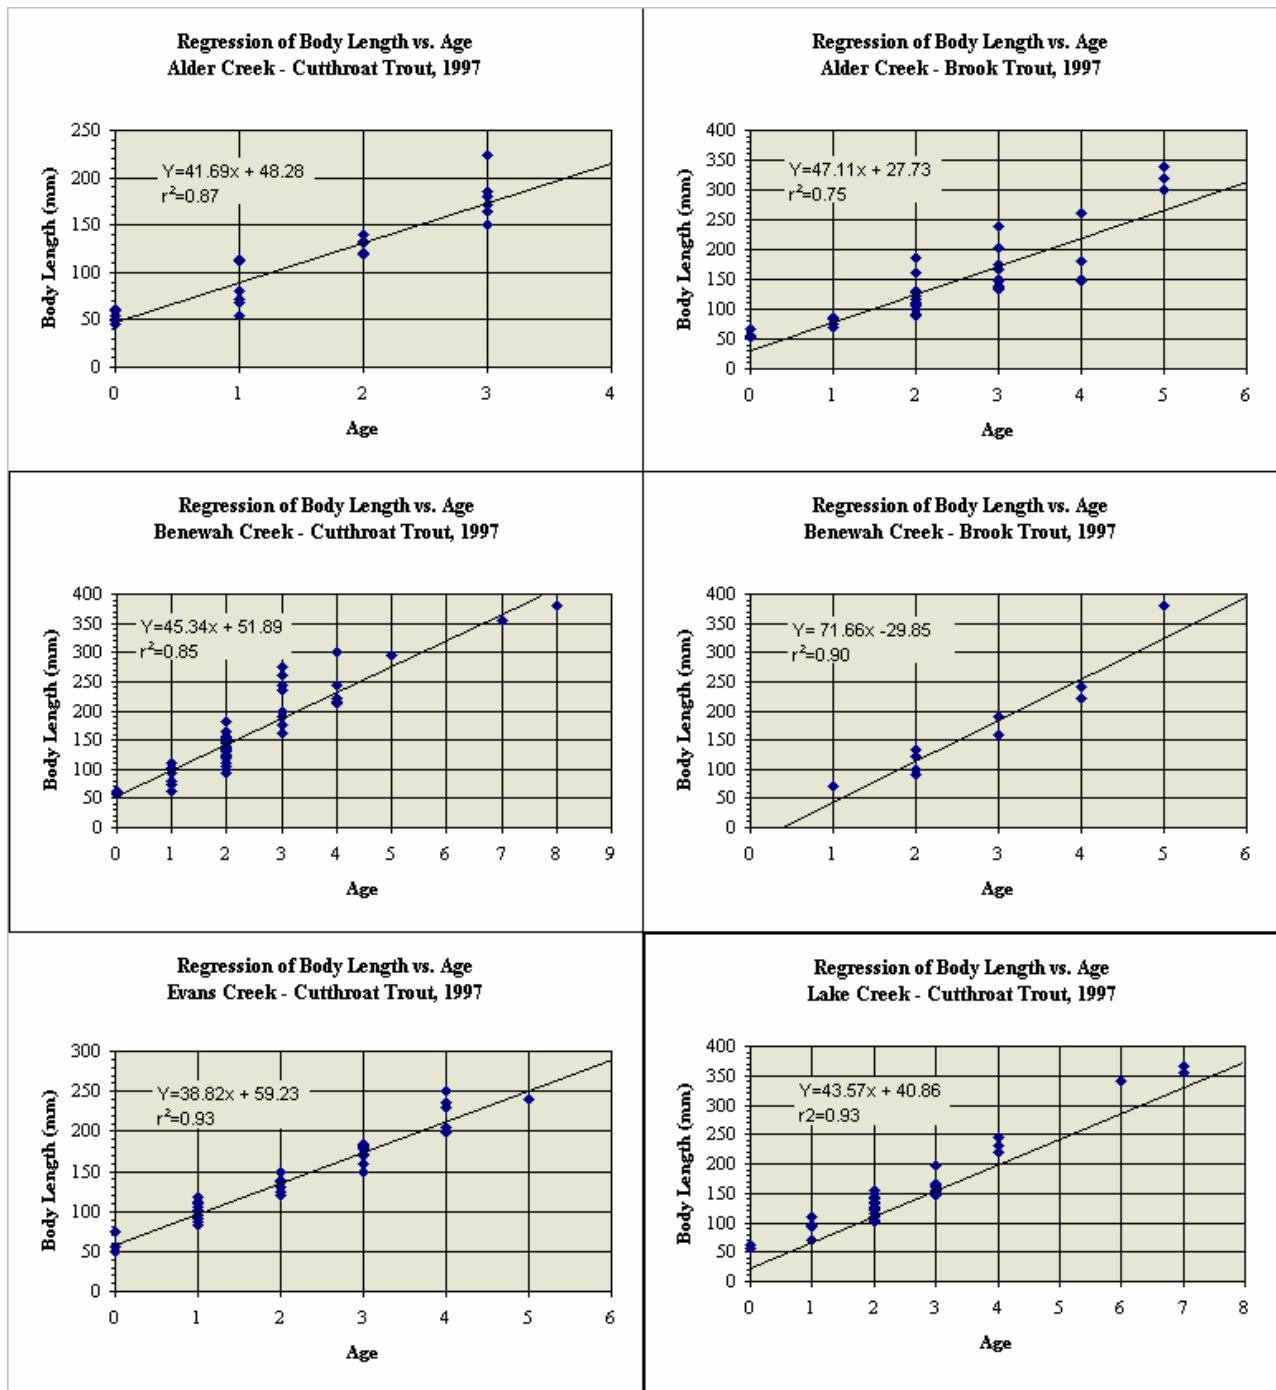 Regression of Body Length vs. Age
Alder Creek - Cutthroat Trout, 1997
250
200
150
100
50
0
Body Length (mm)
Y=41.69x + 48.28
r²=0.87
0 1 2 3 4
Age
Regression of Body Length vs. Age
Alder Creek - Brook Trout, 1997
400
350
300
250
200
150
100
50
0
Body Length (mm)
Y=47.11x + 27.73
r²=0.75
0 1 2 3 4 5 6
Age
Regression of Body Length vs. Age
Benewah Creek - Cutthroat Trout, 1997
400
350
300
250
200
150
100
50
0
Body Length (mm)
Y=45.34x + 51.89
r²=0.85
0 1 2 3 4 5 6 7 8 9
Age
Regression of Body Length vs. Age
Benewah Creek - Brook Trout, 1997
400
350
300
250
200
150
100
50
0
Body Length (mm)
Y= 71.66x -29.85
r²=0.90
0 1 2 3 4 5 6
Age
Regression of Body Length vs. Age
Evans Creek - Cutthroat Trout, 1997
300
250
200
150
100
50
0
Body Length (mm)
Y=38.82x + 59.23
r²=0.93
0 1 2 3 4 5 6
Age
Regression of Body Length vs. Age
Lake Creek - Cutthroat Trout, 1997
400
350
300
250
200
150
100
50
0
Body Length (mm)
Y=43.57x + 40.86
r2=0.93
0 1 2 3 4 5 6 7 8
Age